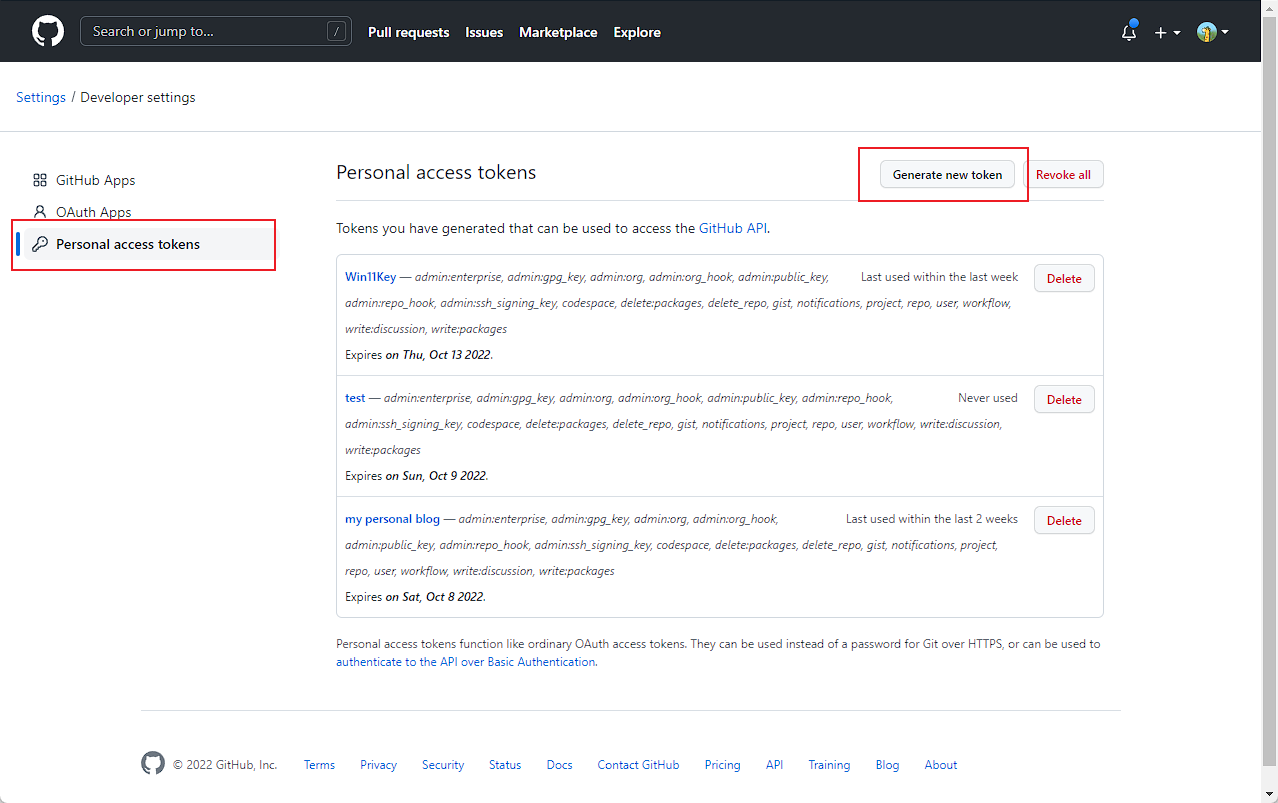 Search or jump to... /
Pull requests Issues Marketplace Explore
Settings / Developer settings
GitHub Apps
OAuth Apps
Personal access tokens
Personal access tokens
Generate new token
Revoke all
Tokens you have generated that can be used to access the GitHub API.
Win11Key — admin:enterprise, admin:gpg_key, admin:org, admin:org_hook, admin:public_key,
admin:repo_hook, admin:ssh_signing_key, codespace, delete:packages, delete_repo, gist, notifications, project, repo, user, workflow,
write:discussion, write:packages
Last used within the last week
Delete
Expires on Thu, Oct 13 2022.
test — admin:enterprise, admin:gpg_key, admin:org, admin:org_hook, admin:public_key, admin:repo_hook,
admin:ssh_signing_key, codespace, delete:packages, delete_repo, gist, notifications, project, repo, user, workflow, write:discussion,
write:packages
Never used
Delete
Expires on Sun, Oct 9 2022.
my personal blog — admin:enterprise, admin:gpg_key, admin:org, admin:org_hook,
admin:public_key, admin:repo_hook, admin:ssh_signing_key, codespace, delete:packages, delete_repo, gist, notifications, project,
repo, user, workflow, write:discussion, write:packages
Last used within the last 2 weeks
Delete
Expires on Sat, Oct 8 2022.
Personal access tokens function like ordinary OAuth access tokens. They can be used instead of a password for Git over HTTPS, or can be used to
authenticate to the API over Basic Authentication.
© 2022 GitHub, Inc. Terms Privacy Security Status Docs Contact GitHub Pricing API Training Blog About